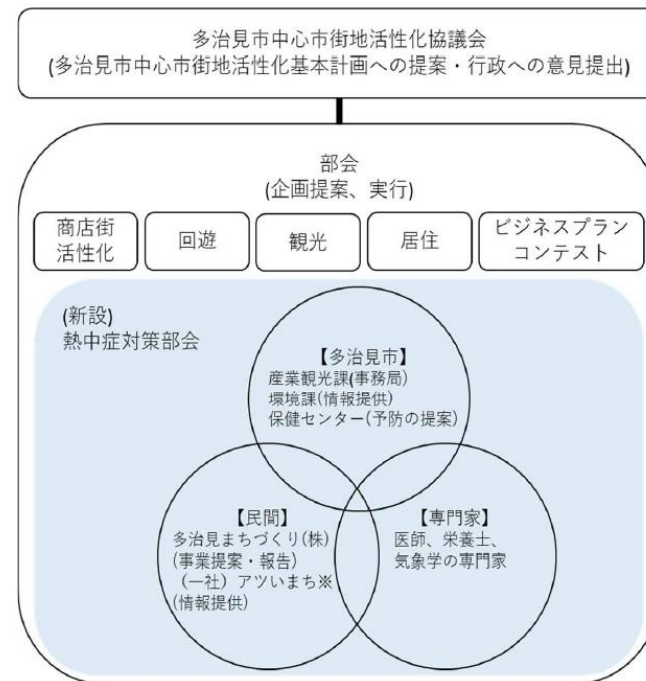 多治見市中心市街地活性化協議会
(多治見市中心市街地活性化基本計画への提案・行政への意見提出)
部会
(企画提案、実行)
商店街
活性化
回遊
観光
居住
ビジネスプラン
コンテスト
(新設)
熱中症対策部会
【多治見市】
産業観光課(事務局)
環境課(情報提供)
保健センター(予防の提案)
【民間】
多治見まちづくり(株)
(事業提案・報告)
（一社）アツいまち※
(情報提供)
【専門家】
医師、栄養士、
気象学の専門家